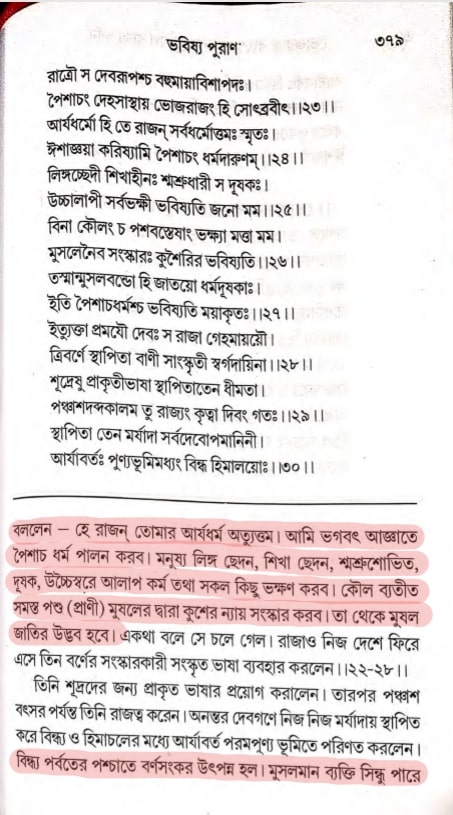 ভবিষ্য পুরাণ
৩৭৯
রাত্রৌ স দেবরূপশ্চ বহুমায়াবিশাপদঃ।
পৈশাচং দেহসাস্থায় ভোজরাজং হি সোৎব্রবীৎ।।২৩।।
আর্যধর্মো হি তে রাজন্ সর্বধর্মোত্তমঃ স্মৃতঃ।
ঈশাজ্ঞয়া করিষ্যামি পৈশাচং ধর্মদারুণম্।।২৪।।
লিঙ্গচ্ছেদী শিখাহীনঃ শ্মশ্রুধারী স দূষকঃ।
উচ্চালাপী সর্বভক্ষী ভবিষ্যতি জনো মম।।২৫।।
বিনা কৌলং চ পশবস্তেষাং ভক্ষ্যা মত্তা মম।
মুসলেনৈব সংস্কারঃ কুশৈরির ভবিষ্যতি।।২৬।।
তস্মান্মুসলবন্তো হি জাতয়ো ধর্মদূষকাঃ।
ইতি পৈশাচধর্মশ্চ ভবিষ্যতি ময়াকৃতঃ।।২৭।।
ইত্যুক্তা প্রমযৌ দেবঃ স রাজা গেহমাযযৌ।
ত্রিবর্ণে স্থাপিতা বাণী সাংস্কৃতী স্বর্গদায়িনা।।২৮।।
শূদ্রেষু প্রাকৃতীভাষা স্থাপিতাতেন ধীমতা।
পঞ্চাশদব্দকালম তু রাজ্যং কৃত্বা দিবং গতঃ।।২৯।।
স্থাপিতা তেন মর্যাদা সর্বদেবোপমানিনী।
আর্যাবর্তঃ পুণ্যভূমিমধ্যং বিন্ধ হিমালয়োঃ।।৩০।।
বললেন – হে রাজন্ তোমার আর্যধর্ম অত্যুত্তম। আমি ভগবৎ আজ্ঞাতে
পৈশাচ ধর্ম পালন করব। মনুষ্য লিঙ্গ ছেদন, শিখা ছেদন, শ্মশ্রুশোভিত,
দূষক, উচ্চৈস্বরে আলাপ কর্ম তথা সকল কিছু ভক্ষণ করব। কৌল ব্যতীত
সমস্ত পশু (প্রাণী) মুষলের দ্বারা কুশের ন্যায় সংস্কার করব। তা থেকে মুষল
জাতির উদ্ভব হবে। একথা বলে সে চলে গেল। রাজাও নিজ দেশে ফিরে
এসে তিন বর্ণের সংস্কারকারী সংস্কৃত ভাষা ব্যবহার করলেন।।২২-২৮।।
তিনি শূদ্রদের জন্য প্রাকৃত ভাষার প্রয়োগ করালেন। তারপর পঞ্চাশ
বৎসর পর্যন্ত তিনি রাজত্ব করেন। অনন্তর দেবগণে নিজ নিজ মর্যাদায় স্থাপিত
করে বিন্ধ্য ও হিমাচলের মধ্যে আর্যাবর্ত পরমপুণ্য ভূমিতে পরিণত করলেন।
বিন্ধ্য পর্বতের পশ্চাতে বর্ণসংকর উৎপন্ন হল। মুসলমান ব্যক্তি সিন্ধু পারে